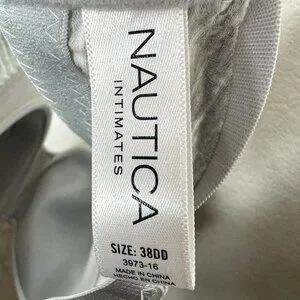 NAUTICA
INTIMATES
SIZE: 38DD
3973-16
MADE IN CHINA
HECHO EN CHINA